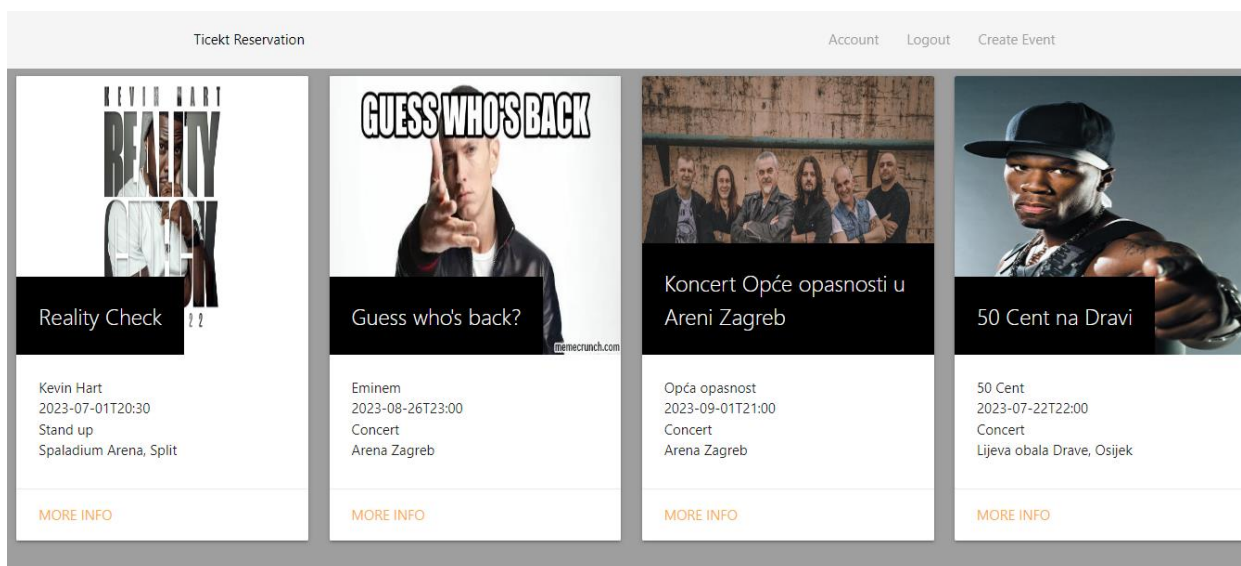 Ticekt Reservation
Account Logout Create Event
KEVIN HART
REALITY
CHECK
22
Reality Check
Kevin Hart
2023-07-01T20:30
Stand up
Spaladium Arena, Split
MORE INFO
GUESS WHO'S BACK
memecrunch.com
Guess who's back?
Eminem
2023-08-26T23:00
Concert
Arena Zagreb
MORE INFO
Koncert Opće opasnosti u
Areni Zagreb
Opća opasnost
2023-09-01T21:00
Concert
Arena Zagreb
MORE INFO
50 Cent na Dravi
50 Cent
2023-07-22T22:00
Concert
Lijeva obala Drave, Osijek
MORE INFO